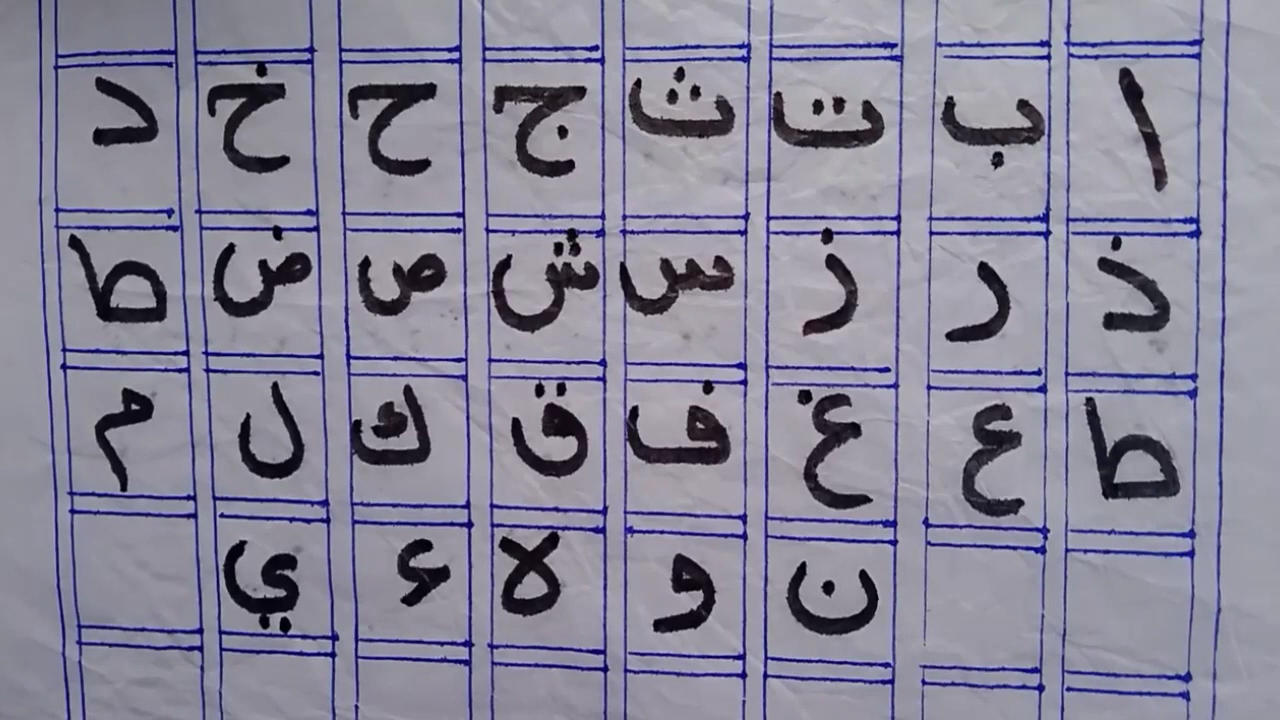 ا ب ت ث ج ح خ د
ذ ر ز س ش ص ض ط
ط ع غ ف ق ك ل م
ن و لا ء ي